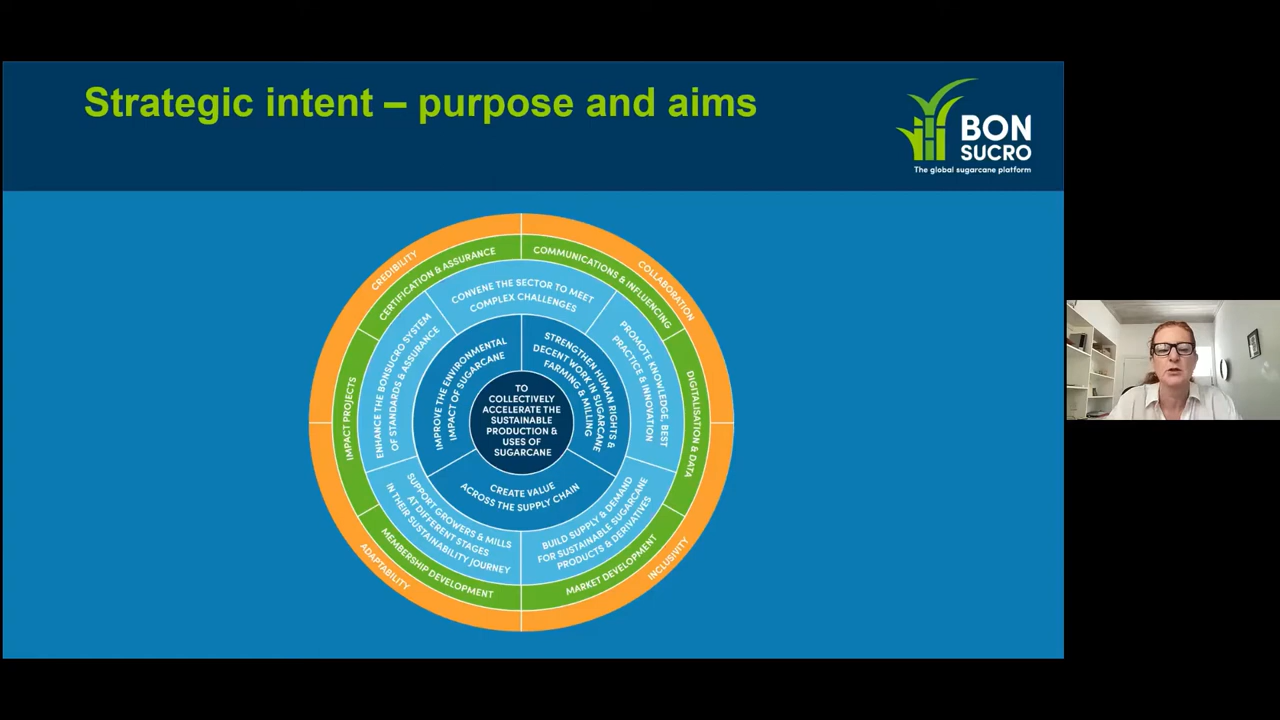 Strategic intent – purpose and aims
BON
SUCRO
The global sugarcane platform
CREDIBILITY
COLLABORATION
INCLUSIVITY
ADAPTABILITY
CERTIFICATION & ASSURANCE
COMMUNICATIONS & INFLUENCING
DIGITALISATION & DATA
MARKET DEVELOPMENT
MEMBERSHIP DEVELOPMENT
IMPACT PROJECTS
CONVENE THE SECTOR TO MEET
COMPLEX CHALLENGES
PROMOTE KNOWLEDGE, BEST
PRACTICE & INNOVATION
BUILD SUPPLY & DEMAND
FOR SUSTAINABLE SUGARCANE
PRODUCTS & DERIVATIVES
SUPPORT GROWERS & MILLS
AT DIFFERENT STAGES
IN THEIR SUSTAINABILITY JOURNEY
ENHANCE THE BONSUCRO SYSTEM
OF STANDARDS & ASSURANCE
IMPROVE THE ENVIRONMENTAL
IMPACT OF SUGARCANE
STRENGTHEN HUMAN RIGHTS &
DECENT WORK IN SUGARCANE
FARMING & MILLING
CREATE VALUE
ACROSS THE SUPPLY CHAIN
TO
COLLECTIVELY
ACCELERATE THE
SUSTAINABLE
PRODUCTION &
USES OF
SUGARCANE